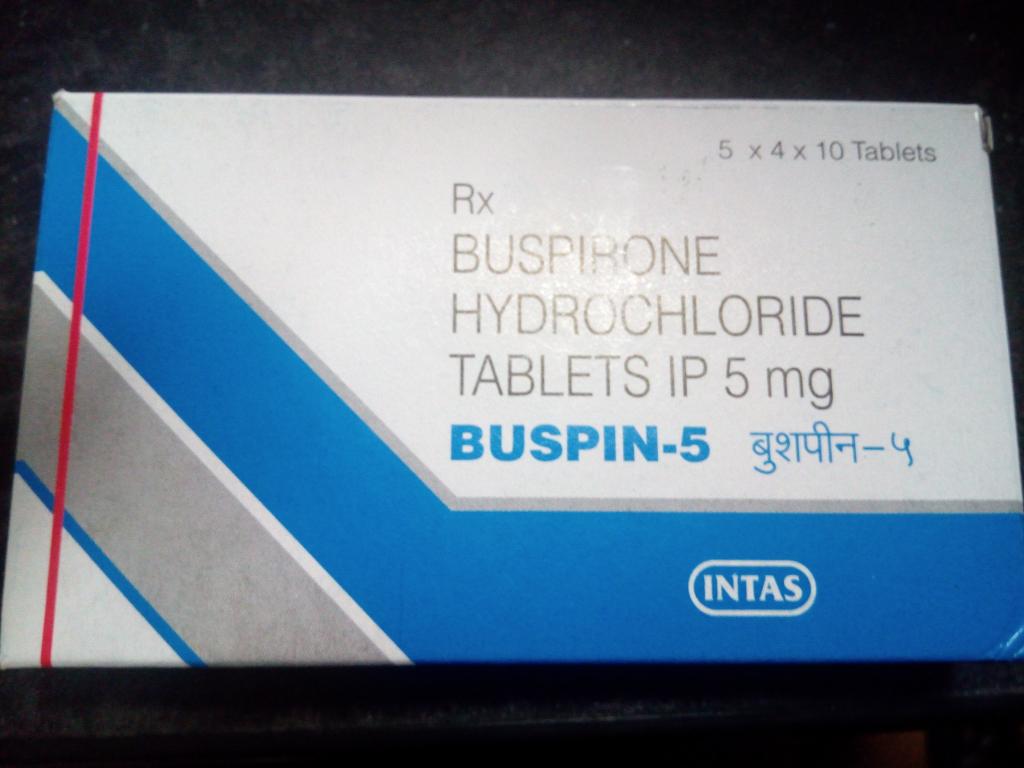 5 x 4 x 10 Tablets
Rx
BUSPIRONE
HYDROCHLORIDE
TABLETS IP 5 mg
BUSPIN-5 बुशपीन-५
INTAS